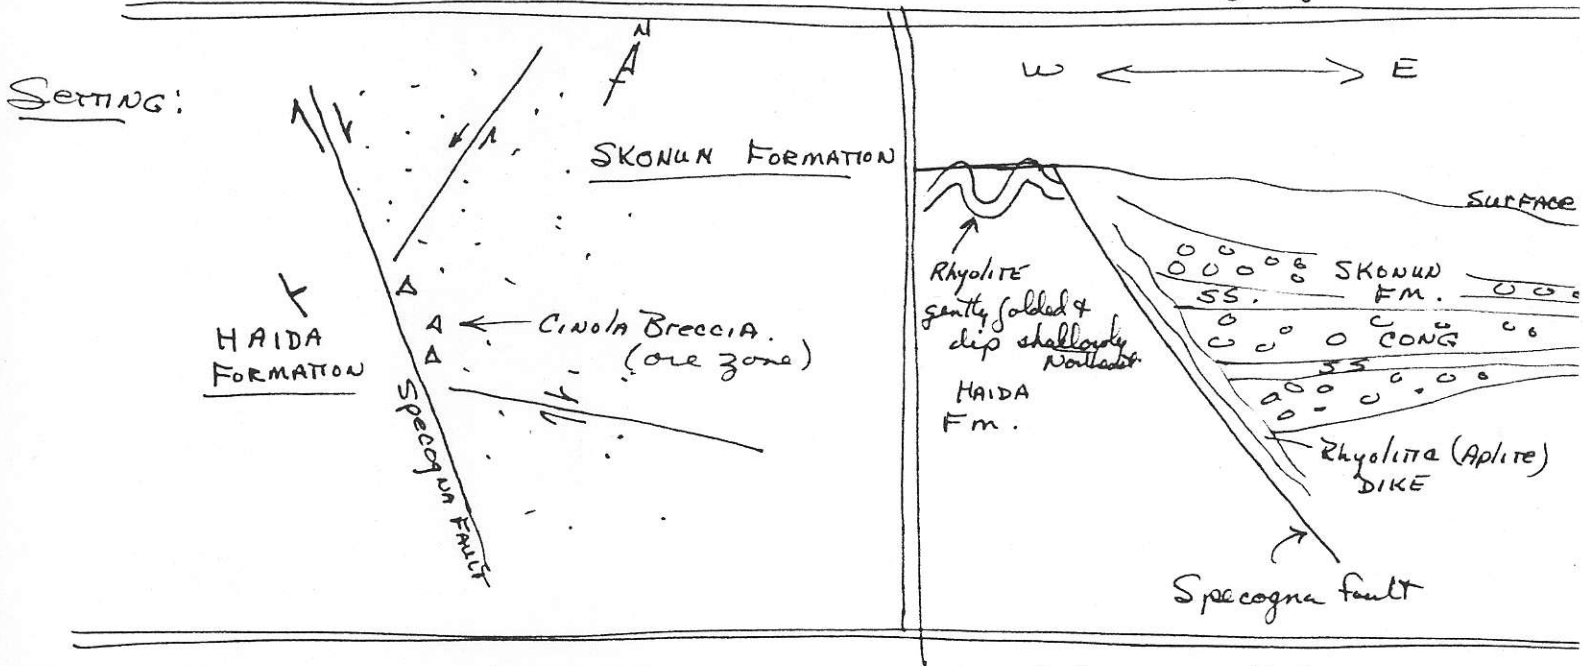 Setting:
N
SKONUN FORMATION
HAIDA
FORMATION
Cinola Breccia.
(ore zone)
Specogna Fault
W E
Surface
Rhyolite
gently folded &
dip shallowly
Northeast
HAIDA
Fm.
SKONUN
FM.
SS.
CONG
SS
Rhyolite (Aplite)
DIKE
Specogna fault